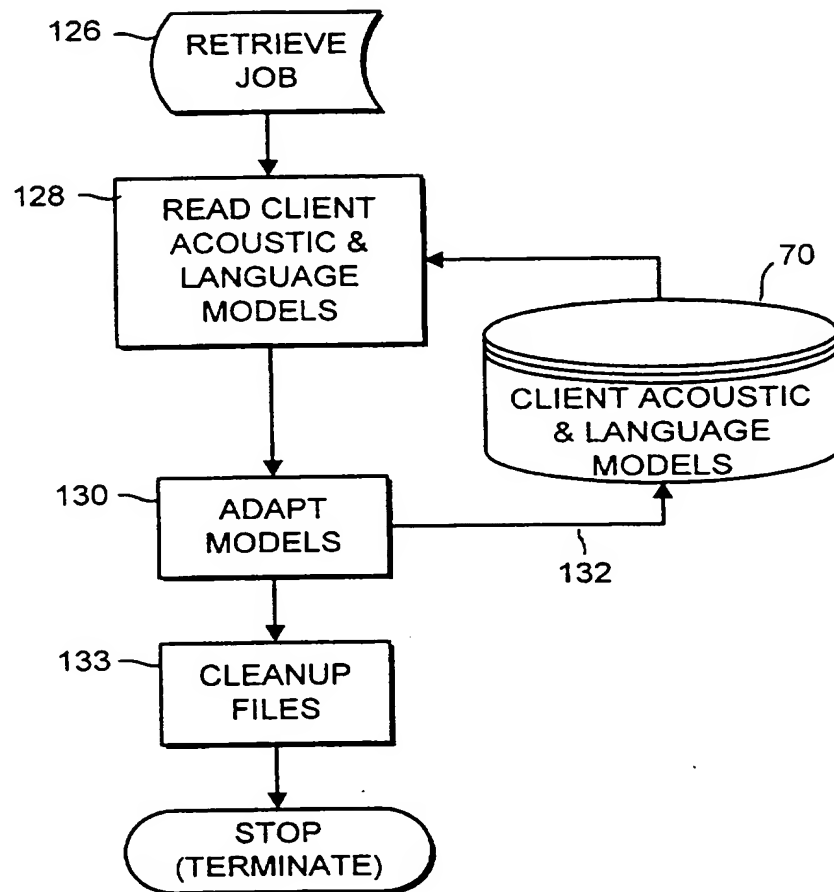 126
RETRIEVE
JOB
128
READ CLIENT
ACOUSTIC &
LANGUAGE
MODELS
70
CLIENT ACOUSTIC
& LANGUAGE
MODELS
130
ADAPT
MODELS
132
133
CLEANUP
FILES
STOP
(TERMINATE)